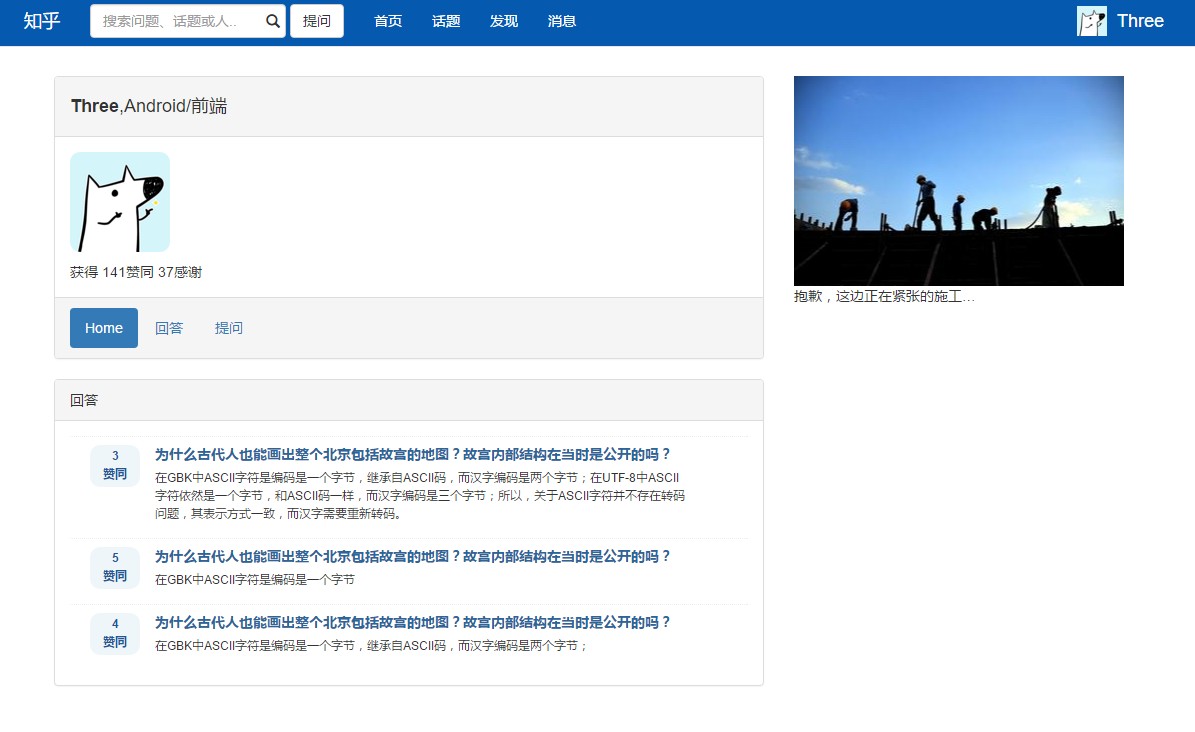 知乎 搜索问题、话题或人.. 提问 首页 话题 发现 消息 Three
Three,Android/前端
获得 141赞同 37感谢
Home 回答 提问
回答
3
赞同
为什么古代人也能画出整个北京包括故宫的地图？故宫内部结构在当时是公开的吗？
在GBK中ASCII字符是编码是一个字节，继承自ASCII码，而汉字编码是两个字节；在UTF-8中ASCII
字符依然是一个字节，和ASCII码一样，而汉字编码是三个字节；所以，关于ASCII字符并不存在转码
问题，其表示方式一致，而汉字需要重新转码。
5
赞同
为什么古代人也能画出整个北京包括故宫的地图？故宫内部结构在当时是公开的吗？
在GBK中ASCII字符是编码是一个字节
4
赞同
为什么古代人也能画出整个北京包括故宫的地图？故宫内部结构在当时是公开的吗？
在GBK中ASCII字符是编码是一个字节，继承自ASCII码，而汉字编码是两个字节；
抱歉，这边正在紧张的施工...